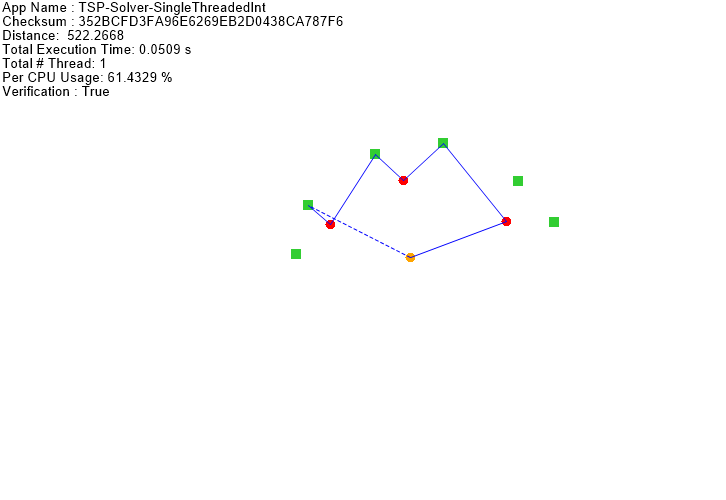 App Name : TSP-Solver-SingleThreadedInt
Checksum : 352BCFD3FA96E6269EB2D0438CA787F6
Distance:  522.2668
Total Execution Time: 0.0509 s
Total # Thread: 1
Per CPU Usage: 61.4329 %
Verification : True